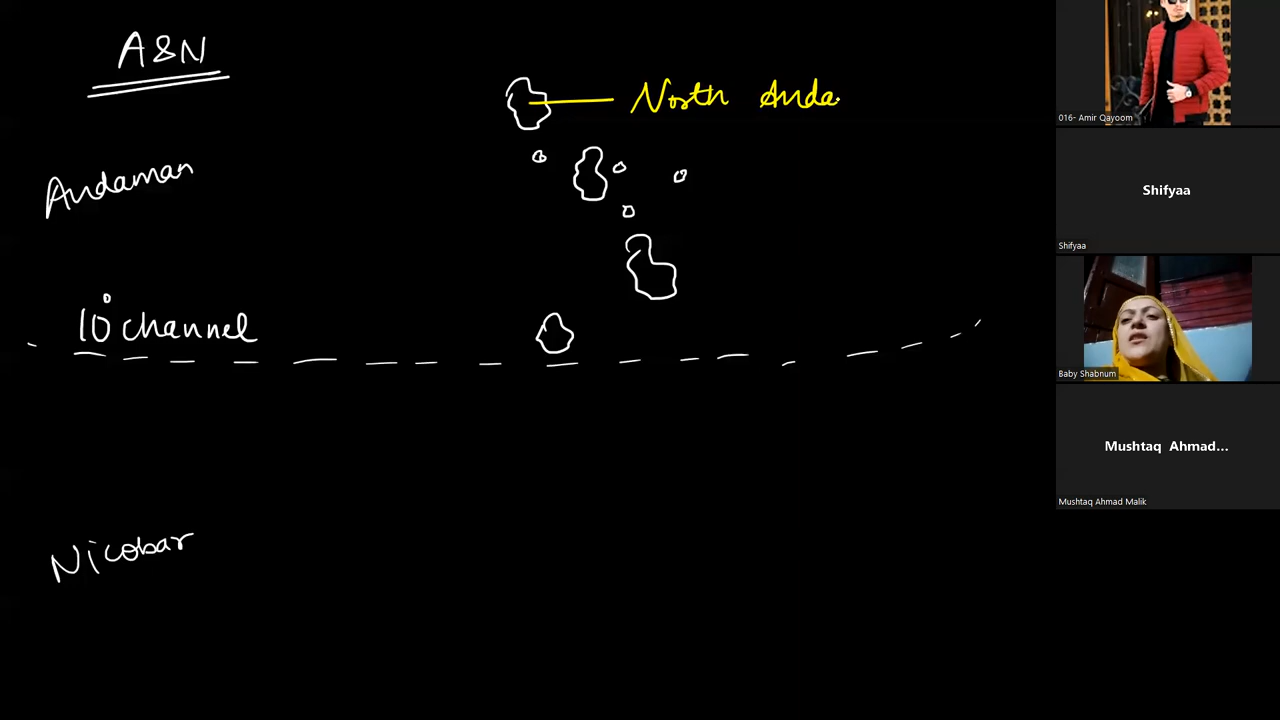 A&N
North Anda
Andaman
10° channel
Nicobar
016- Amir Qayoom
Shifyaa
Shifyaa
Baby Shabnum
Mushtaq Ahmad...
Mushtaq Ahmad Malik